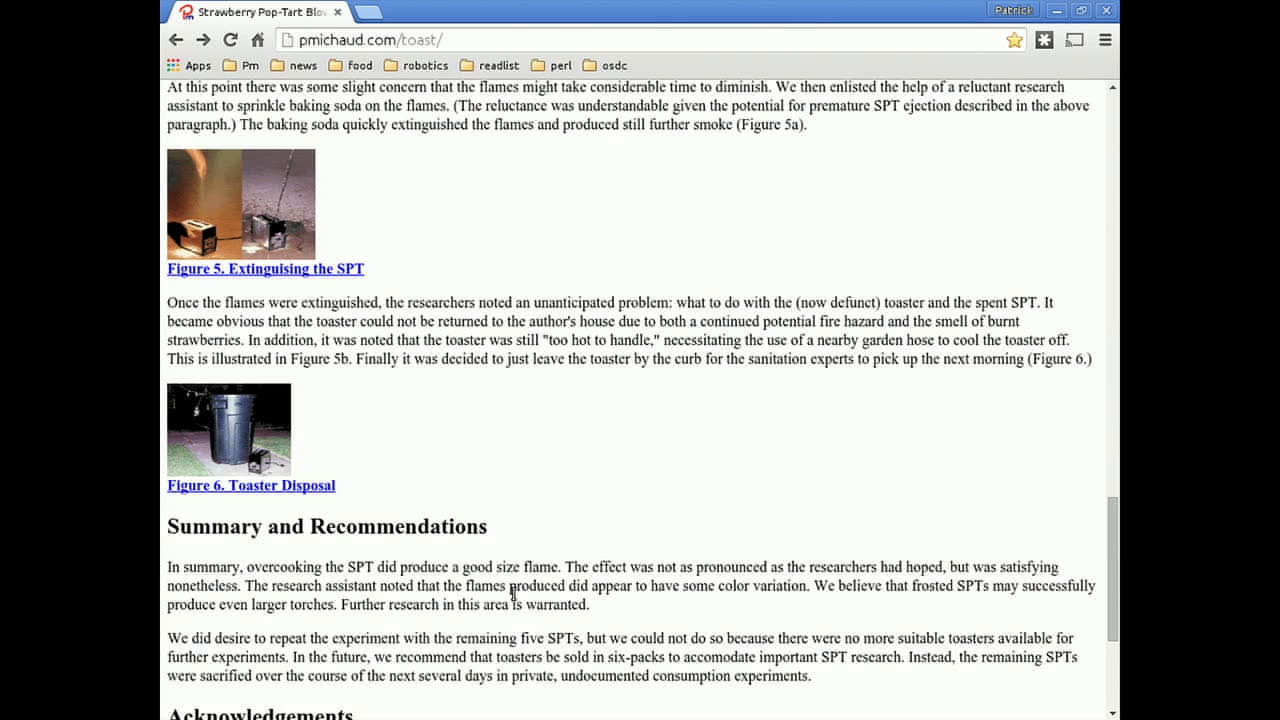 Strawberry Pop-Tart Blo
Patrick
pmichaud.com/toast/
Apps Pm news food robotics readlist perl osdc
At this point there was some slight concern that the flames might take considerable time to diminish. We then enlisted the help of a reluctant research
assistant to sprinkle baking soda on the flames. (The reluctance was understandable given the potential for premature SPT ejection described in the above
paragraph.) The baking soda quickly extinguished the flames and produced still further smoke (Figure 5a).
Figure 5. Extinguising the SPT
Once the flames were extinguished, the researchers noted an unanticipated problem: what to do with the (now defunct) toaster and the spent SPT. It
became obvious that the toaster could not be returned to the author's house due to both a continued potential fire hazard and the smell of burnt
strawberries. In addition, it was noted that the toaster was still "too hot to handle," necessitating the use of a nearby garden hose to cool the toaster off.
This is illustrated in Figure 5b. Finally it was decided to just leave the toaster by the curb for the sanitation experts to pick up the next morning (Figure 6.)
Figure 6. Toaster Disposal
Summary and Recommendations
In summary, overcooking the SPT did produce a good size flame. The effect was not as pronounced as the researchers had hoped, but was satisfying
nonetheless. The research assistant noted that the flames produced did appear to have some color variation. We believe that frosted SPTs may successfully
produce even larger torches. Further research in this area is warranted.
We did desire to repeat the experiment with the remaining five SPTs, but we could not do so because there were no more suitable toasters available for
further experiments. In the future, we recommend that toasters be sold in six-packs to accomodate important SPT research. Instead, the remaining SPTs
were sacrified over the course of the next several days in private, undocumented consumption experiments.
Acknowledgements